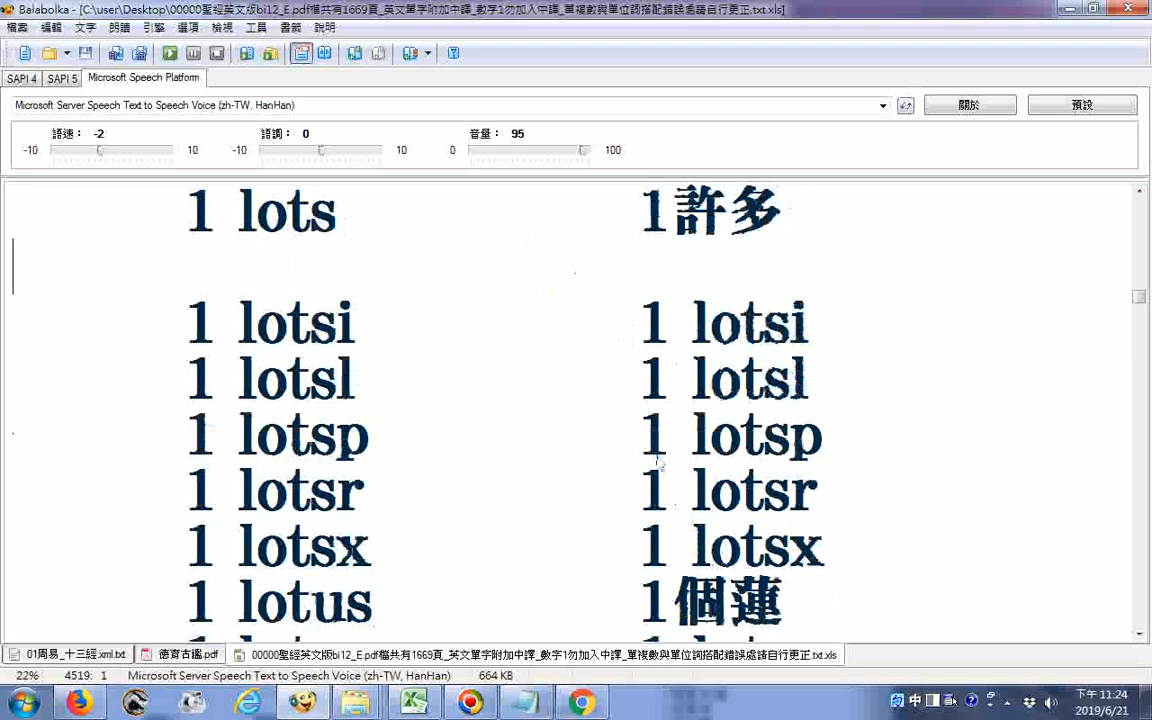 Balabolka - [C:\user\Desktop\00000聖經英文版bi12_E.pdf檔共有1669頁_英文單字附加中譯_數字1勿加入中譯_單複數與單位詞搭配錯誤處請自行更正.txt.xls]
檔案 編輯 文字 朗讀 引擎 選項 檢視 工具 書籤 說明
SAPI 4 SAPI 5 Microsoft Speech Platform
Microsoft Server Speech Text to Speech Voice (zh-TW, HanHan) 關於 預設
語速： -2 語調： 0 音量： 95
-10 10 -10 10 0 100
1 lots 1許多
1 lotsi 1 lotsi
1 lotsl 1 lotsl
1 lotsp 1 lotsp
1 lotsr 1 lotsr
1 lotsx 1 lotsx
1 lotus 1個蓮
01周易_十三經.xml.txt 德育古鑑.pdf 00000聖經英文版bi12_E.pdf檔共有1669頁_英文單字附加中譯_數字1勿加入中譯_單複數與單位詞搭配錯誤處請自行更正.txt.xls
22% 4519: 1 Microsoft Server Speech Text to Speech Voice (zh-TW, HanHan) 664 KB
中 下午 11:24
2019/6/21